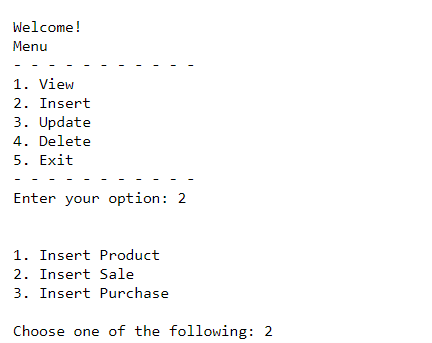 Welcome!
Menu
- - - - - - - - - - -
1. View
2. Insert
3. Update
4. Delete
5. Exit
- - - - - - - - - - -
Enter your option: 2
1. Insert Product
2. Insert Sale
3. Insert Purchase
Choose one of the following: 2